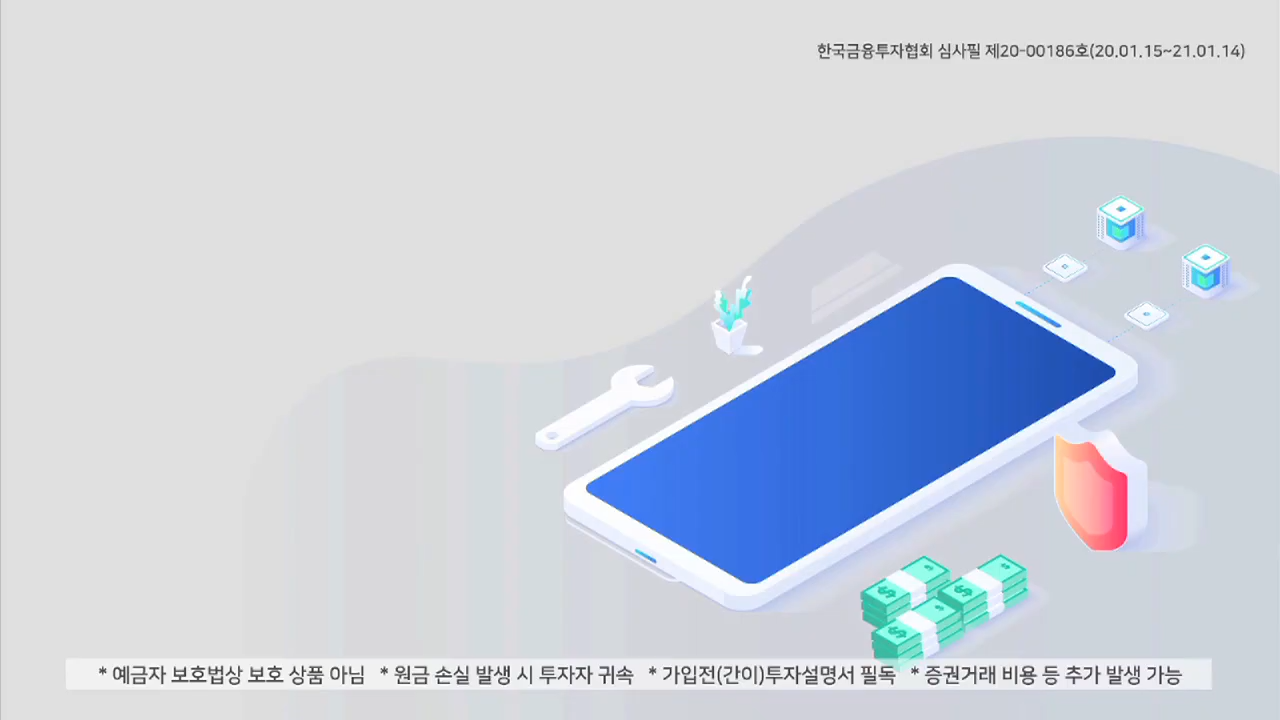 한국금융투자협회 심사필 제20-00186호(20.01.15~21.01.14)
* 예금자 보호법상 보호 상품 아님 * 원금 손실 발생 시 투자자 귀속 * 가입전(간이)투자설명서 필독 * 증권거래 비용 등 추가 발생 가능